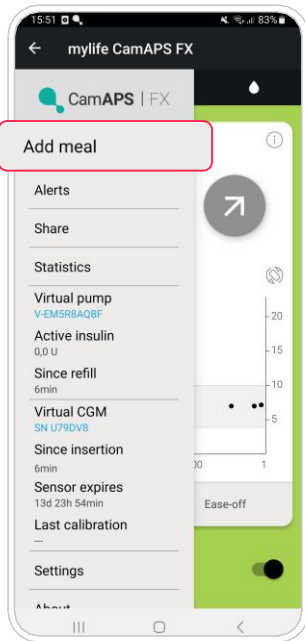 15:51 83%
mylife CamAPS FX
CamAPS | FX
Add meal
Alerts
Share
Statistics
Virtual pump
V-EM5R8AQBF
Active insulin
0,0 U
Since refill
6min
Virtual CGM
SN U79DV8
Since insertion
6min
Sensor expires
13d 23h 54min
Last calibration
---
Settings
About
20
15
10
5
00 1
Ease-off